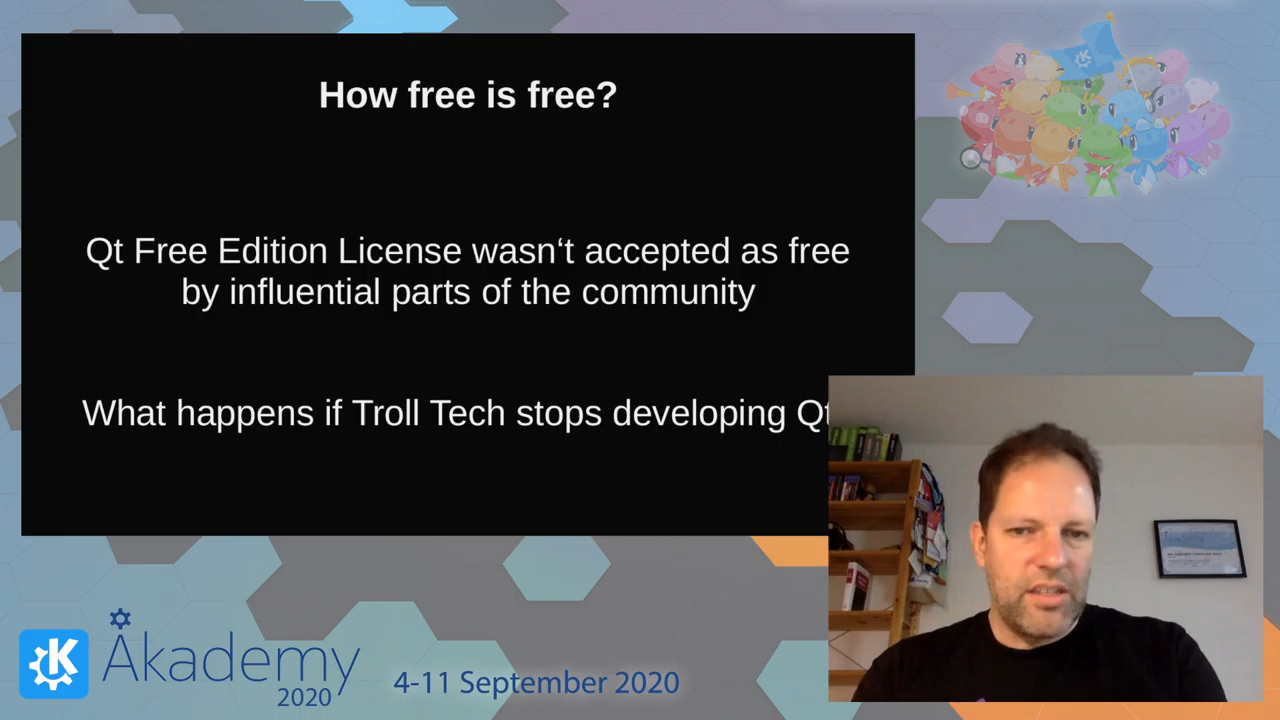 How free is free?
Qt Free Edition License wasn‘t accepted as free
by influential parts of the community
What happens if Troll Tech stops developing Qt
Akademy
2020
4-11 September 2020